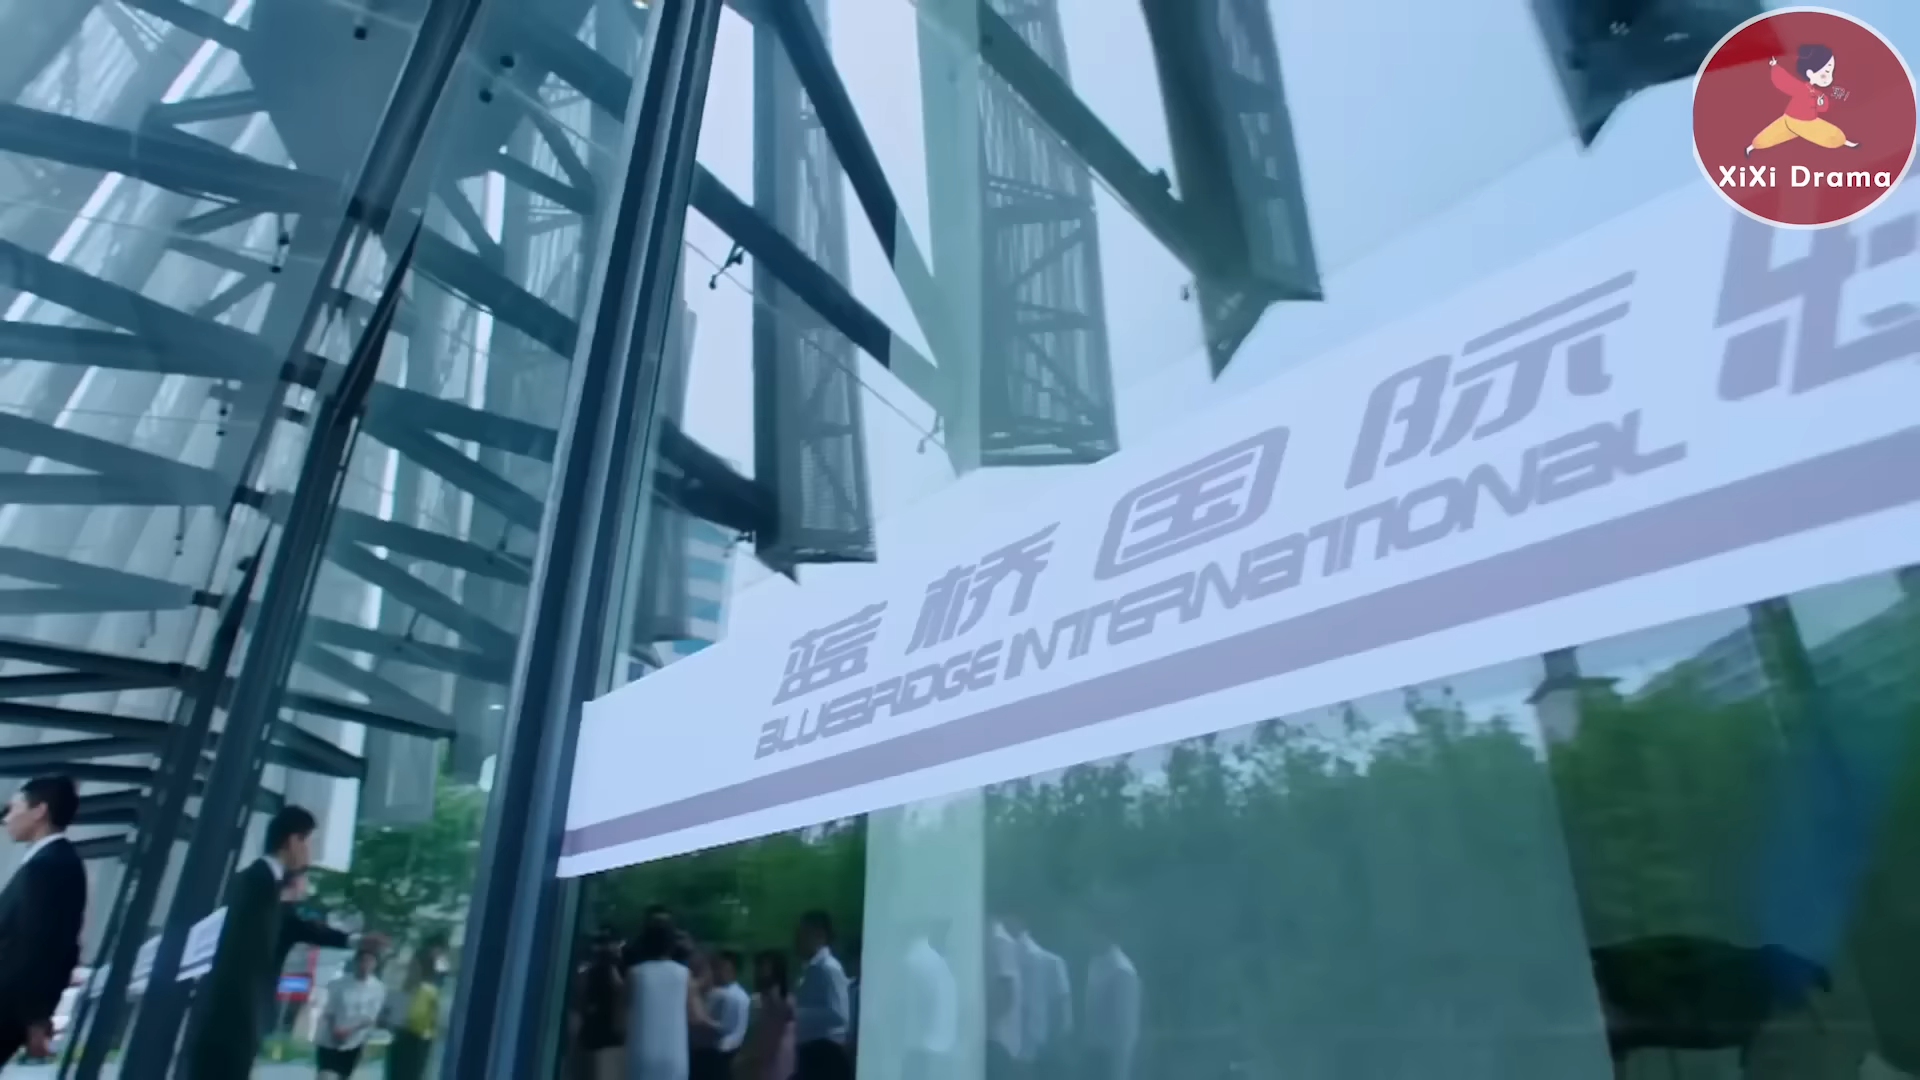 XiXi Drama
蓝桥国际
BLUEBRIDGE INTERNATIONAL